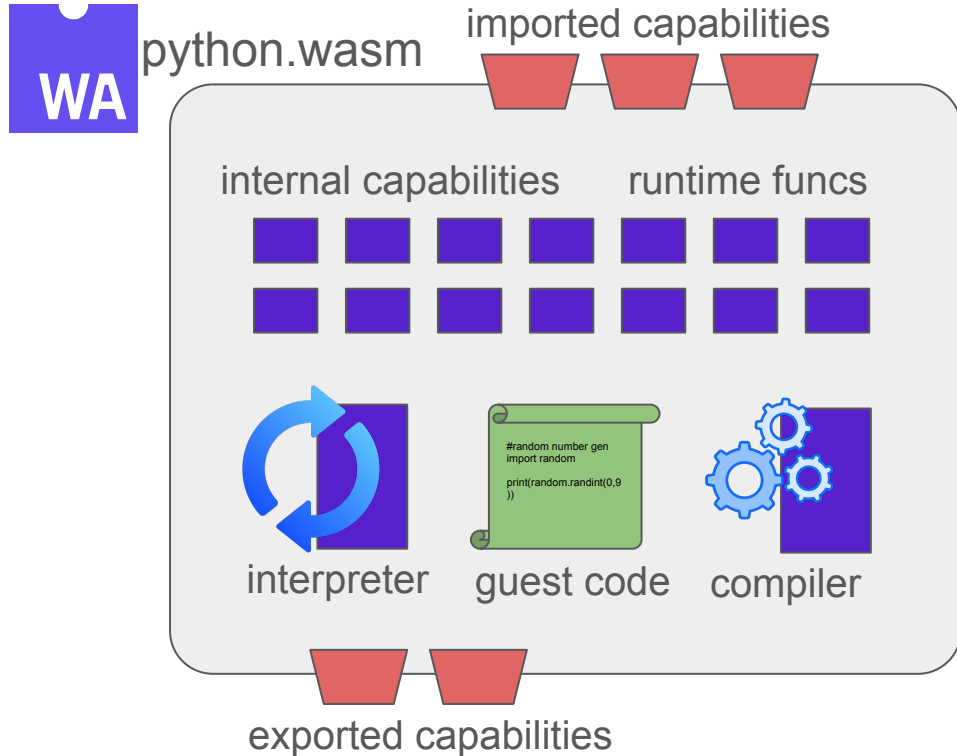 imported capabilities
python.wasm
WA
internal capabilities
runtime funcs
#random number gen
import random
print(random.randint(0,9
))
interpreter
guest code
compiler
exported capabilities